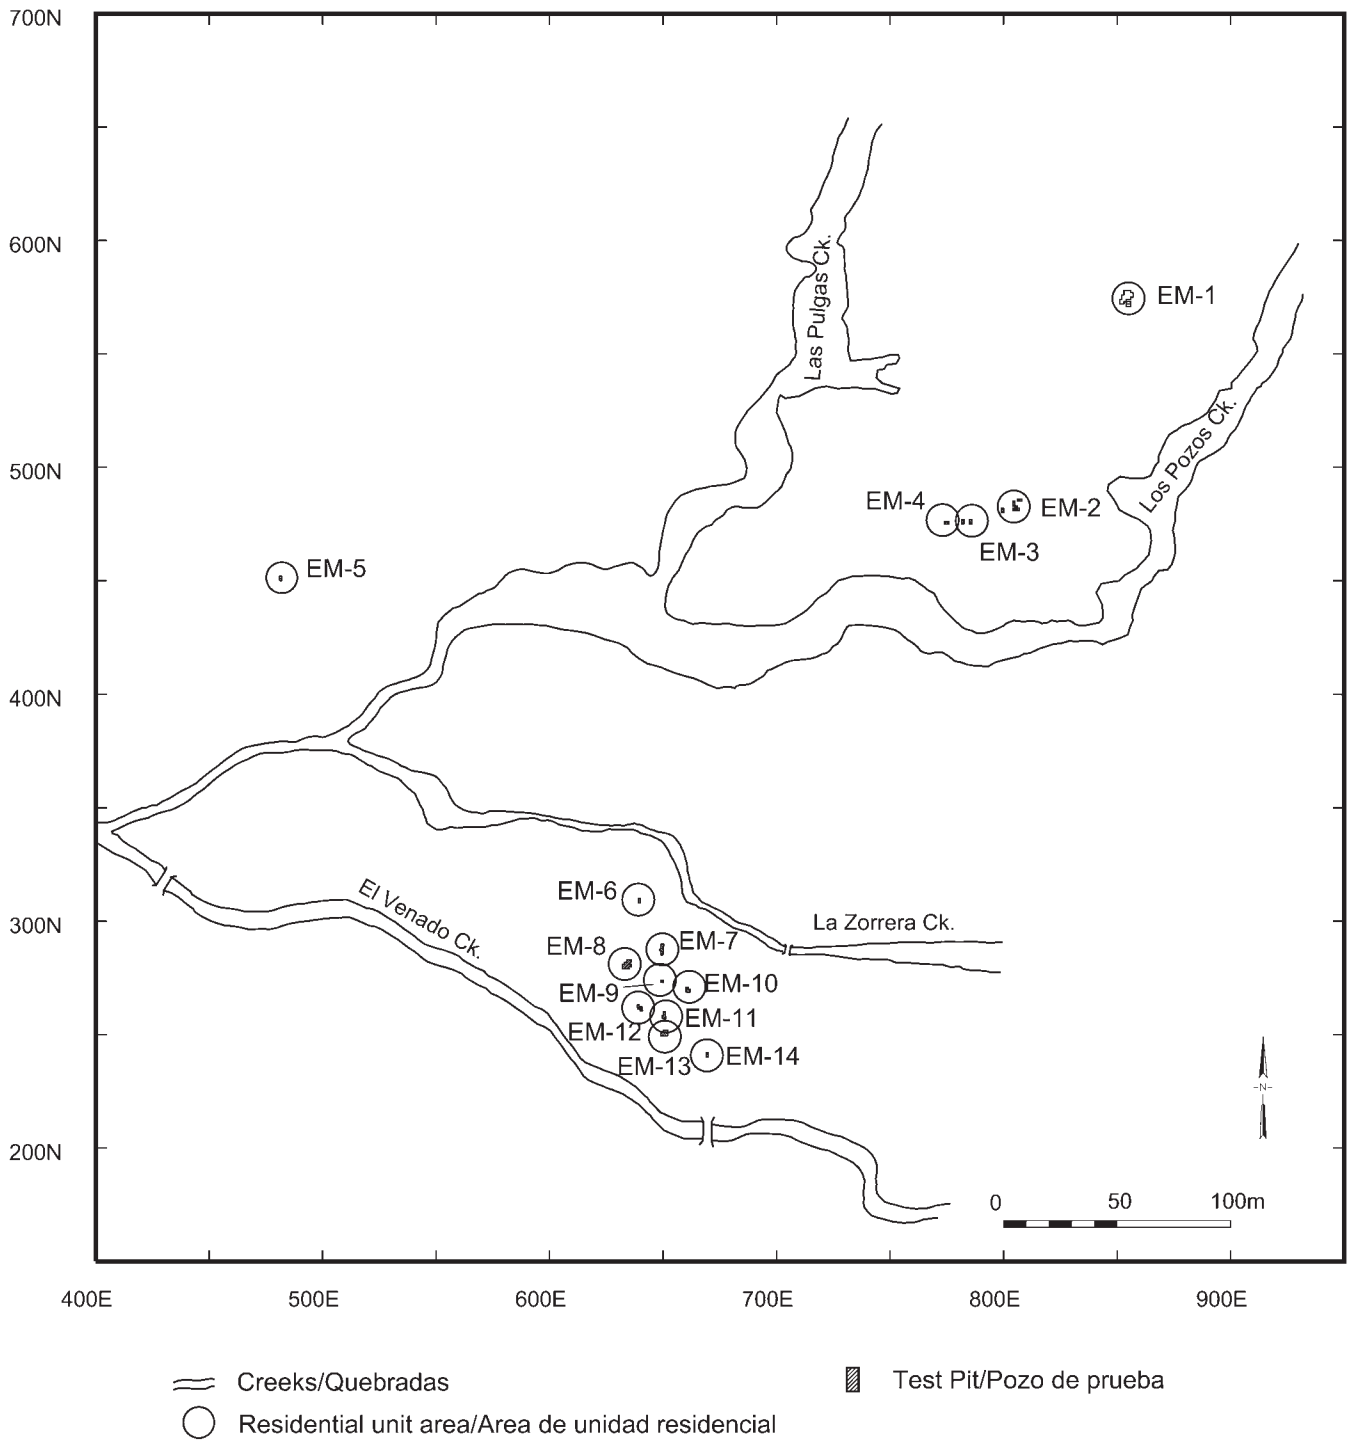 700N
600N
Las Pulgas Ck.
EM-1
500N
Los Pozos Ck.
EM-4
EM-2
EM-3
EM-5
400N
EM-6
El Venado Ck.
300N
La Zorrera Ck.
EM-7
EM-8
EM-10
EM-9
EM-11
EM-12
EM-13
EM-14
-N-
200N
0 50 100m
400E 500E 600E 700E 800E 900E
Creeks/Quebradas
Test Pit/Pozo de prueba
Residential unit area/Area de unidad residencial